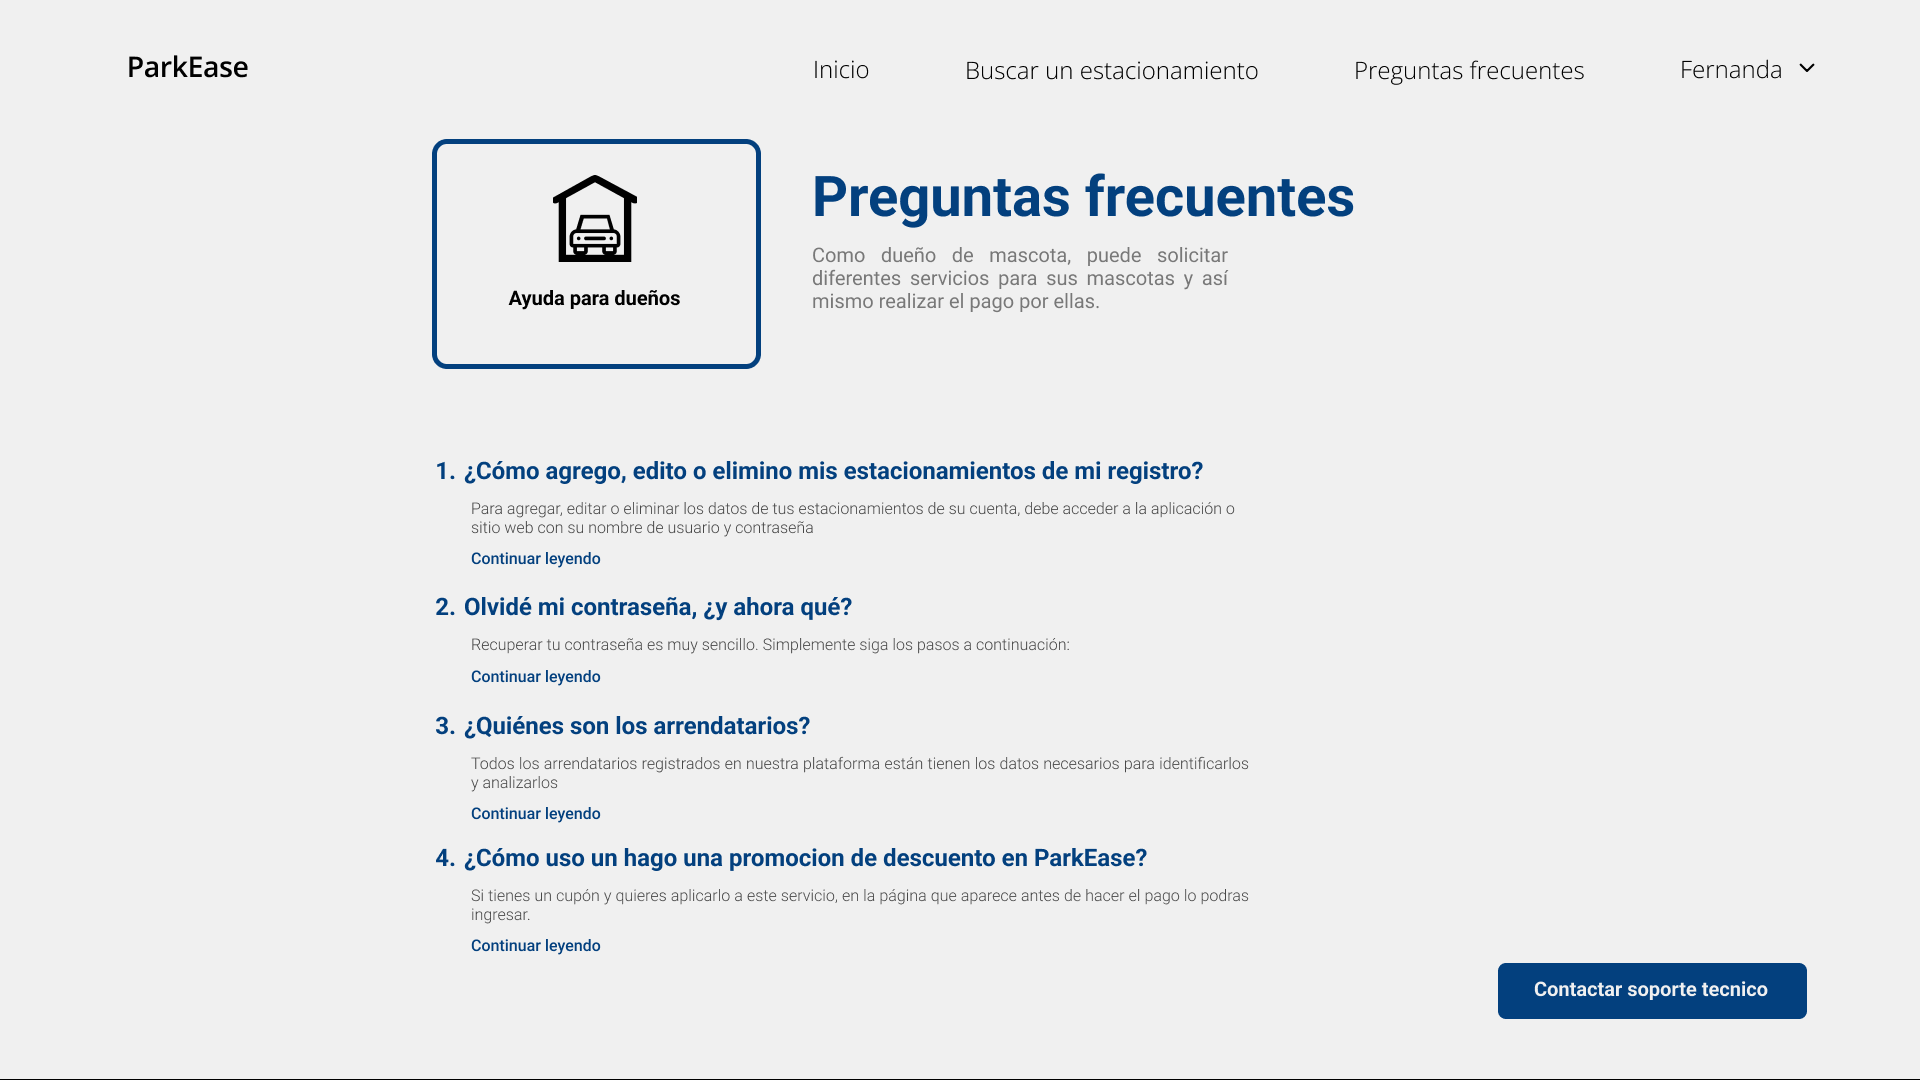 ParkEase
Inicio
Buscar un estacionamiento
Preguntas frecuentes
Fernanda
Ayuda para dueños
Preguntas frecuentes
Como dueño de mascota, puede solicitar
diferentes servicios para sus mascotas y así
mismo realizar el pago por ellas.
1. ¿Cómo agrego, edito o elimino mis estacionamientos de mi registro?
Para agregar, editar o eliminar los datos de tus estacionamientos de su cuenta, debe acceder a la aplicación o
sitio web con su nombre de usuario y contraseña
Continuar leyendo
2. Olvidé mi contraseña, ¿y ahora qué?
Recuperar tu contraseña es muy sencillo. Simplemente siga los pasos a continuación:
Continuar leyendo
3. ¿Quiénes son los arrendatarios?
Todos los arrendatarios registrados en nuestra plataforma están tienen los datos necesarios para identificarlos
y analizarlos
Continuar leyendo
4. ¿Cómo uso un hago una promocion de descuento en ParkEase?
Si tienes un cupón y quieres aplicarlo a este servicio, en la página que aparece antes de hacer el pago lo podras
ingresar.
Continuar leyendo
Contactar soporte tecnico